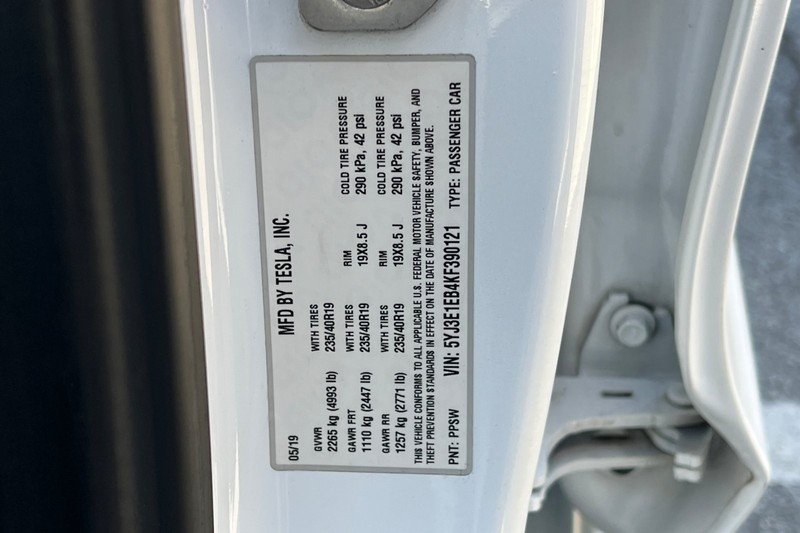 05/19 MFD BY TESLA, INC.
GVWR WITH TIRES RIM COLD TIRE PRESSURE
2265 kg (4993 lb) 235/40R19 19X8.5 J 290 kPa, 42 psi
GAWR FRT WITH TIRES RIM COLD TIRE PRESSURE
1110 kg (2447 lb) 235/40R19 19X8.5 J 290 kPa, 42 psi
GAWR RR WITH TIRES
1257 kg (2771 lb) 235/40R19
THIS VEHICLE CONFORMS TO ALL APPLICABLE U.S. FEDERAL MOTOR VEHICLE SAFETY, BUMPER, AND
THEFT PREVENTION STANDARDS IN EFFECT ON THE DATE OF MANUFACTURE SHOWN ABOVE.
PNT: PPSW VIN: 5YJ3E1EB4KF390121 TYPE: PASSENGER CAR